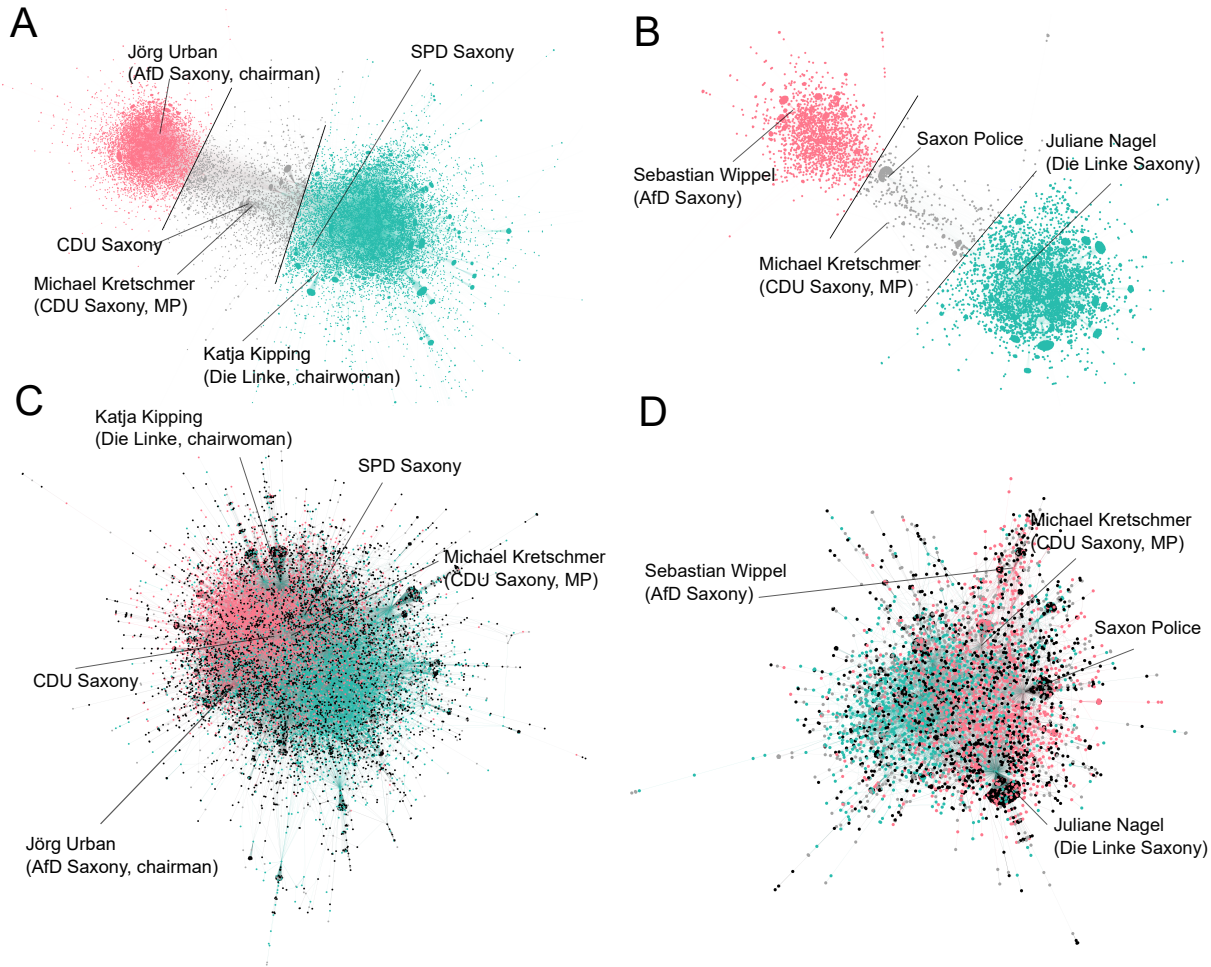 A
Jörg Urban
(AfD Saxony, chairman)
SPD Saxony
CDU Saxony
Michael Kretschmer
(CDU Saxony, MP)
Katja Kipping
(Die Linke, chairwoman)
B
Saxon Police
Juliane Nagel
(Die Linke Saxony)
Sebastian Wippel
(AfD Saxony)
Michael Kretschmer
(CDU Saxony, MP)
C
Katja Kipping
(Die Linke, chairwoman)
SPD Saxony
Michael Kretschmer
(CDU Saxony, MP)
CDU Saxony
Jörg Urban
(AfD Saxony, chairman)
D
Michael Kretschmer
(CDU Saxony, MP)
Sebastian Wippel
(AfD Saxony)
Saxon Police
Juliane Nagel
(Die Linke Saxony)